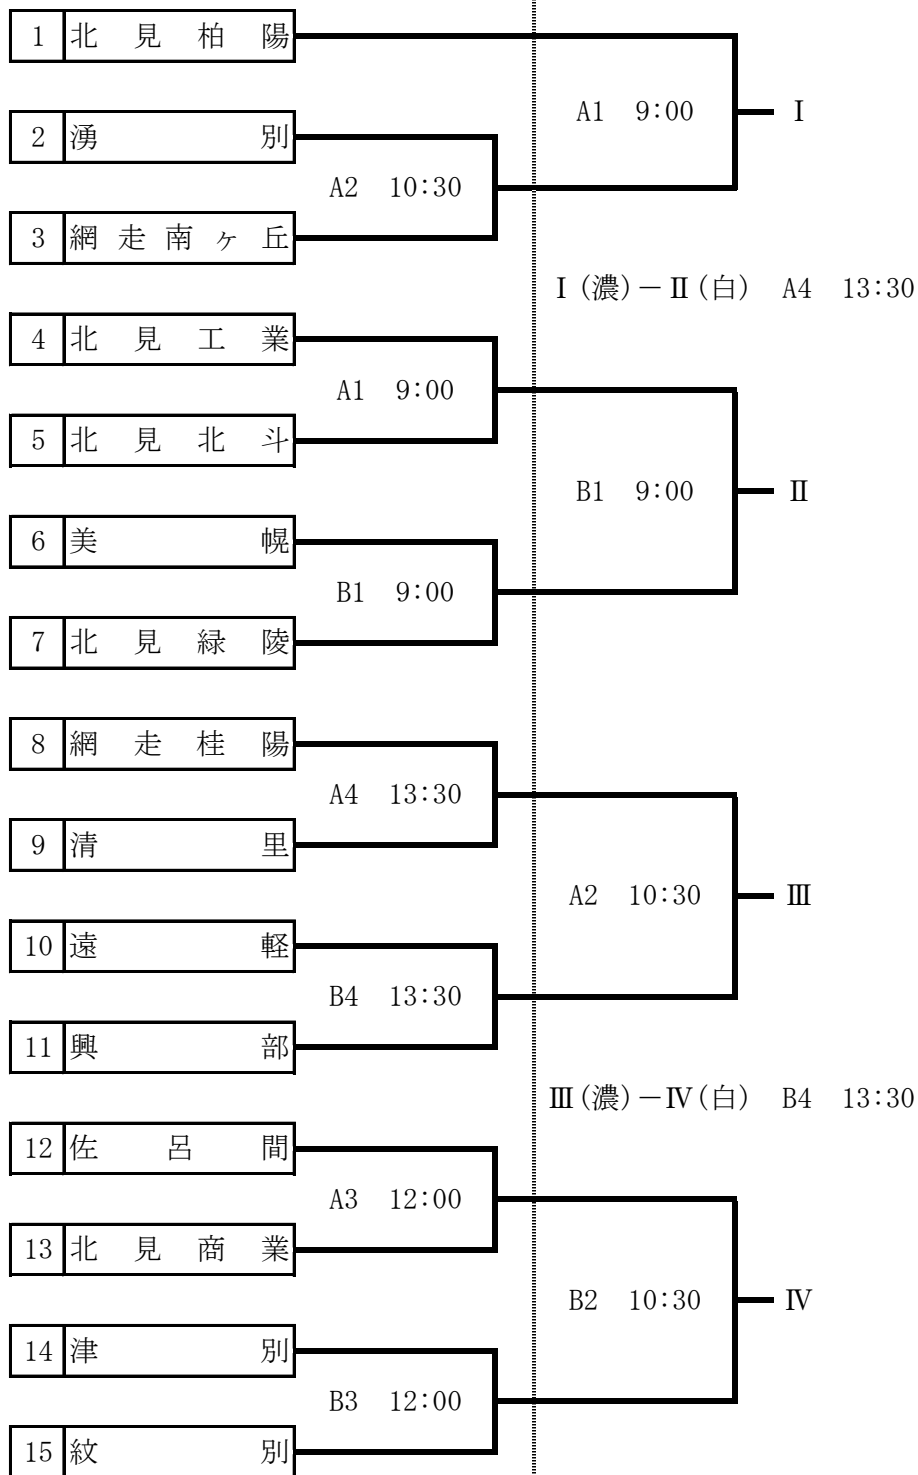 1 北見柏陽
A1 9:00 Ⅰ
2 湧別
A2 10:30
3 網走南ヶ丘
Ⅰ(濃)－Ⅱ(白) A4 13:30
4 北見工業
A1 9:00
5 北見北斗
B1 9:00 Ⅱ
6 美幌
B1 9:00
7 北見緑陵
8 網走桂陽
A4 13:30
9 清里
A2 10:30 Ⅲ
10 遠軽
B4 13:30
11 興部
Ⅲ(濃)－Ⅳ(白) B4 13:30
12 佐呂間
A3 12:00
13 北見商業
B2 10:30 Ⅳ
14 津別
B3 12:00
15 紋別